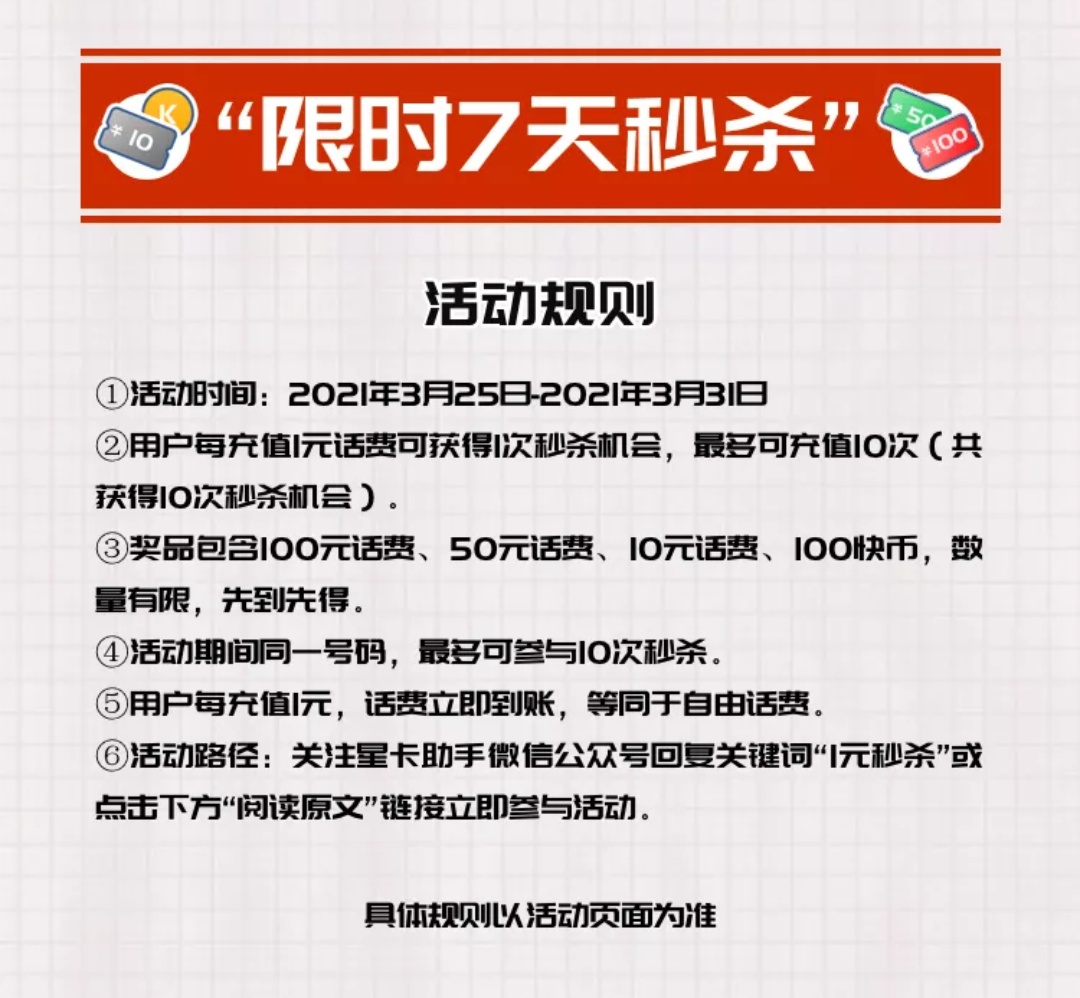 ¥10
K
“限时7天秒杀”
¥50
¥100
活动规则
①活动时间：2021年3月25日-2021年3月31日
②用户每充值1元话费可获得1次秒杀机会，最多可充值10次（共
获得10次秒杀机会）。
③奖品包含100元话费、50元话费、10元话费、100快币，数
量有限，先到先得。
④活动期间同一号码，最多可参与10次秒杀。
⑤用户每充值1元，话费立即到账，等同于自由话费。
⑥活动路径：关注星卡助手微信公众号回复关键词“1元秒杀”或
点击下方“阅读原文”链接立即参与活动。
具体规则以活动页面为准